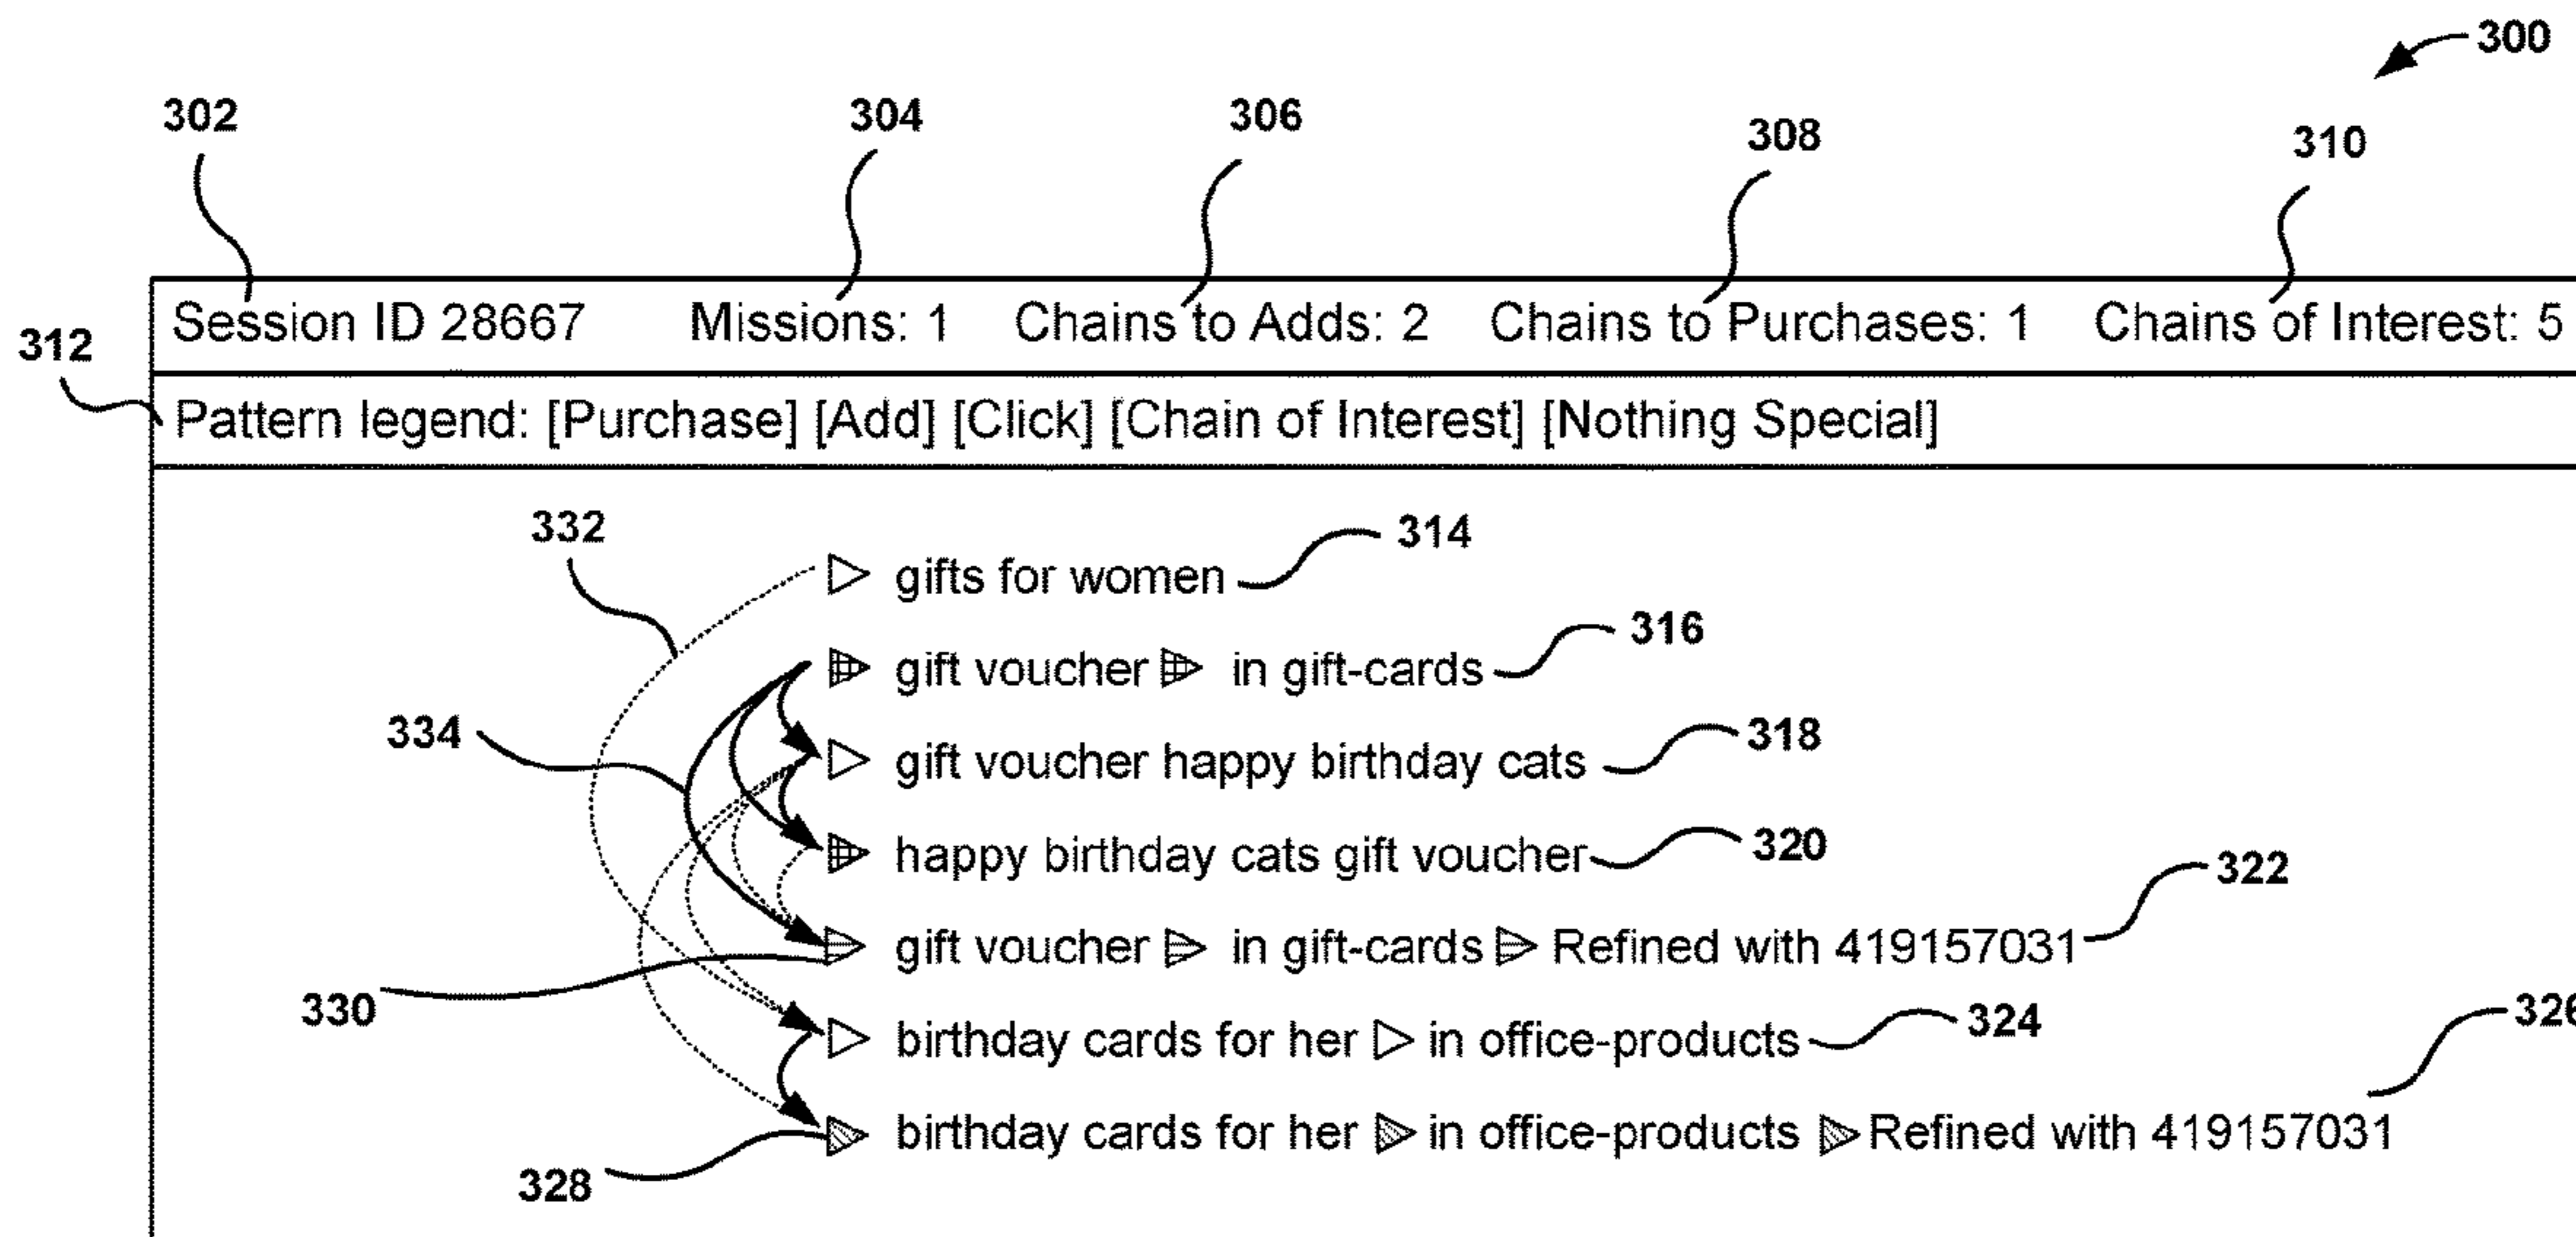 300
302 304 306 308 310
Session ID 28667 Missions: 1 Chains to Adds: 2 Chains to Purchases: 1 Chains of Interest: 5
312
Pattern legend: [Purchase] [Add] [Click] [Chain of Interest] [Nothing Special]
332 314
gifts for women
316
gift voucher in gift-cards
334 318
gift voucher happy birthday cats
320
happy birthday cats gift voucher
322
gift voucher in gift-cards Refined with 419157031
330 324 326
birthday cards for her in office-products
birthday cards for her in office-products Refined with 419157031
328